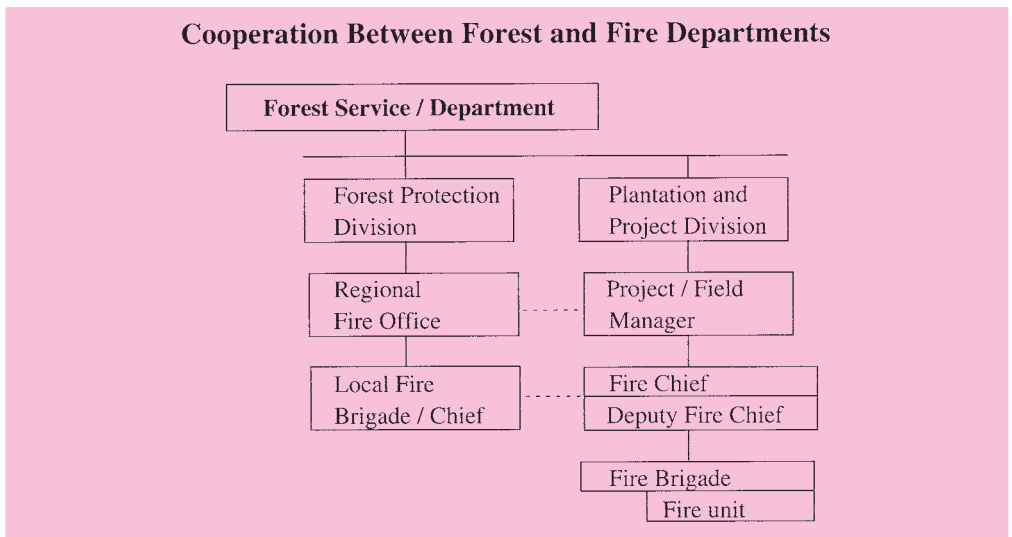 Cooperation Between Forest and Fire Departments
Forest Service / Department
Forest Protection
Division
Plantation and
Project Division
Regional
Fire Office
Project / Field
Manager
Local Fire
Brigade / Chief
Fire Chief
Deputy Fire Chief
Fire Brigade
Fire unit